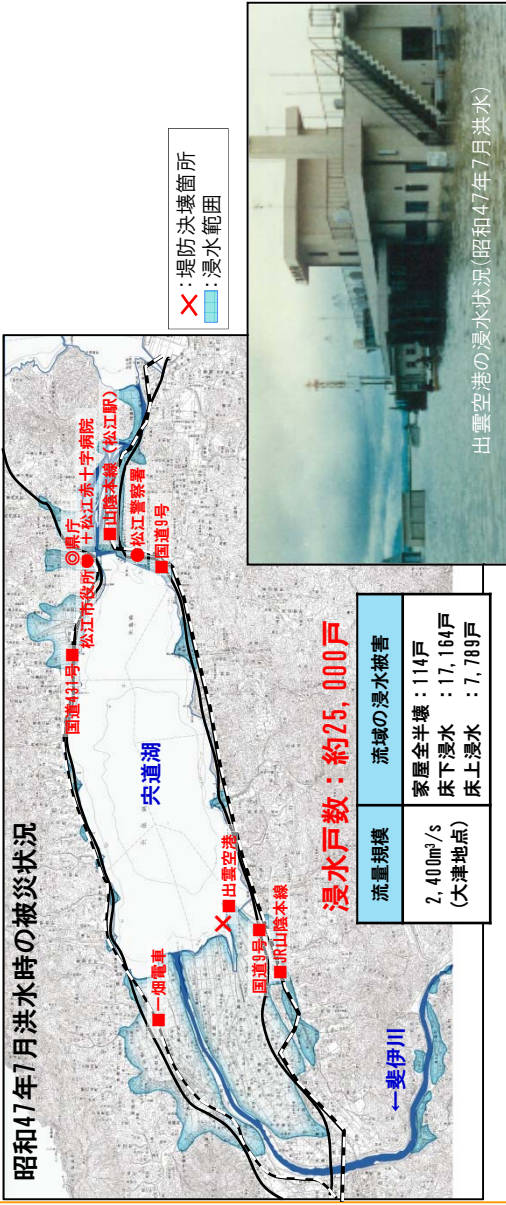 昭和47年7月洪水時の被災状況
国道431号
◎県庁
松江市役所
松江赤十字病院
山陰本線（松江駅）
松江警察署
国道9号
宍道湖
一畑電車
出雲空港
国道9号
JR山陰本線
←斐伊川
×：堤防決壊箇所
：浸水範囲
浸水戸数：約25,000戸
流量規模
流域の浸水被害
2,400m³/s
(大津地点)
家屋全半壊：114戸
床下浸水　：17,164戸
床上浸水　：7,789戸
出雲空港の浸水状況(昭和47年7月洪水)